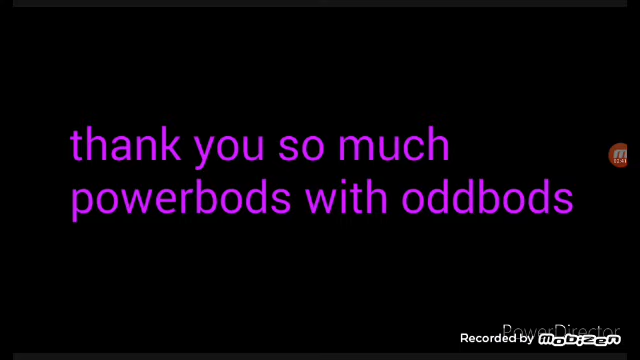 thank you so much
powerbods with oddbods
PowerDirector
Recorded by mobizen